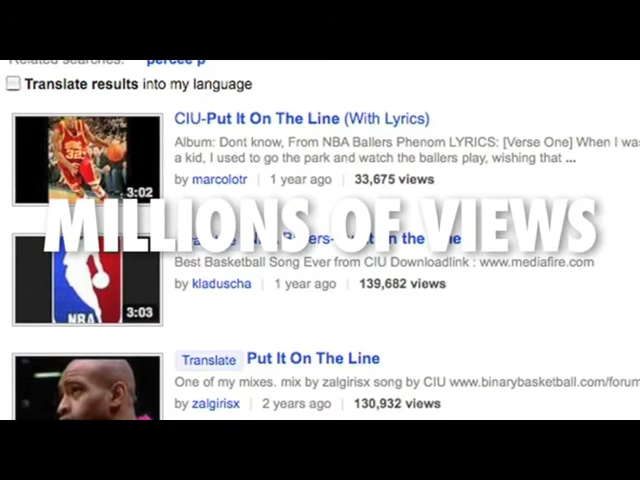 Related searches: percee p
Translate results into my language
CIU-Put It On The Line (With Lyrics)
Album: Dont know, From NBA Ballers Phenom LYRICS: [Verse One] When I was
a kid, I used to go the park and watch the ballers play, wishing that ...
32
3:02
by marcolotr | 1 year ago | 33,675 views
MILLIONS OF VIEWS
on the
Best Basketball Song Ever from CIU Downloadlink : www.mediafire.com
NBA
3:03
by kladuscha | 1 year ago | 139,682 views
Translate Put It On The Line
One of my mixes. mix by zalgirisx song by CIU www.binarybasketball.com/forum
by zalgirisx | 2 years ago | 130,932 views